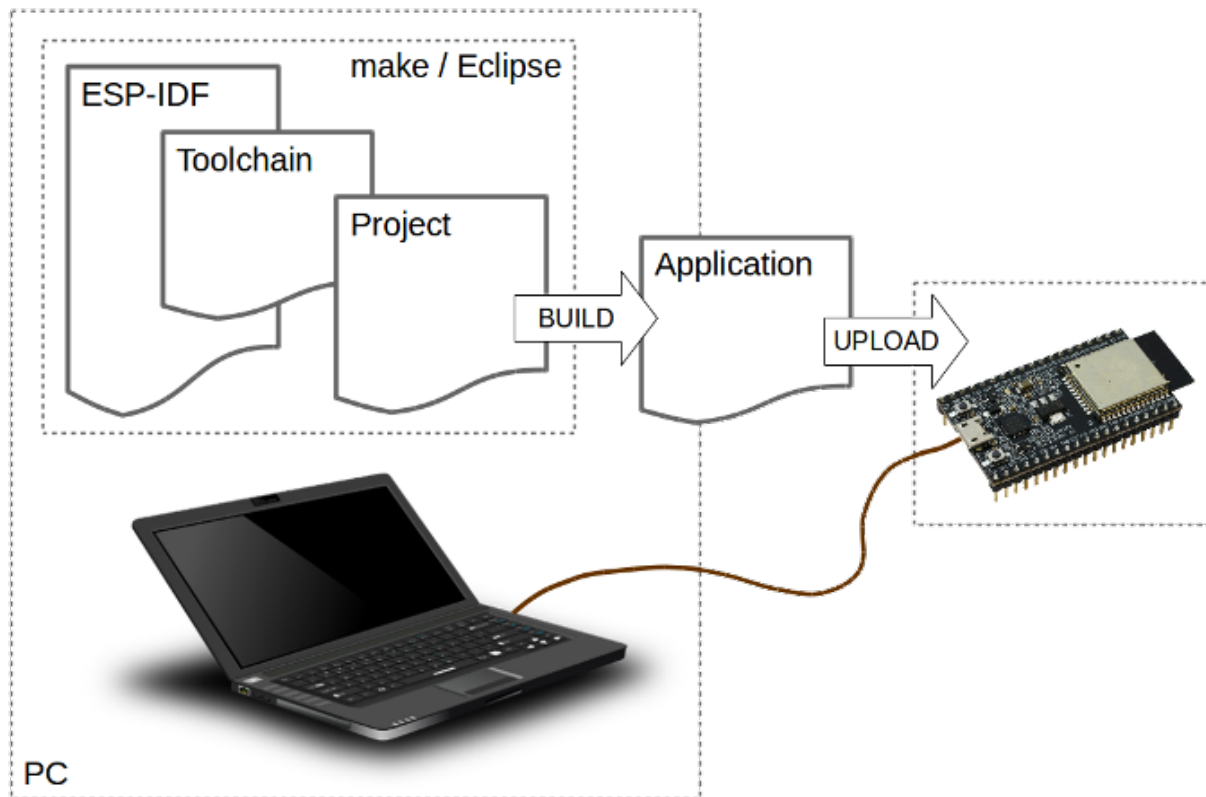 make / Eclipse
ESP-IDF
Toolchain
Project
Application
BUILD
UPLOAD
PC